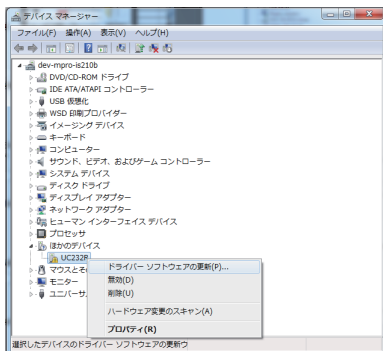 デバイス マネージャー
ファイル(F) 操作(A) 表示(V) ヘルプ(H)
dev-mpro-is210b
DVD/CD-ROM ドライブ
IDE ATA/ATAPI コントローラー
USB 仮想化
WSD 印刷プロバイダー
イメージング デバイス
キーボード
コンピューター
サウンド、ビデオ、およびゲーム コントローラー
システム デバイス
ディスク ドライブ
ディスプレイ アダプター
ネットワーク アダプター
ヒューマン インターフェイス デバイス
プロセッサ
ほかのデバイス
UC232R
マウスとそ
モニター
ユニバーサ
ドライバー ソフトウェアの更新(P)...
無効(D)
削除(U)
ハードウェア変更のスキャン(A)
プロパティ(R)
選択したデバイスのドライバー ソフトウェアの更新ウ